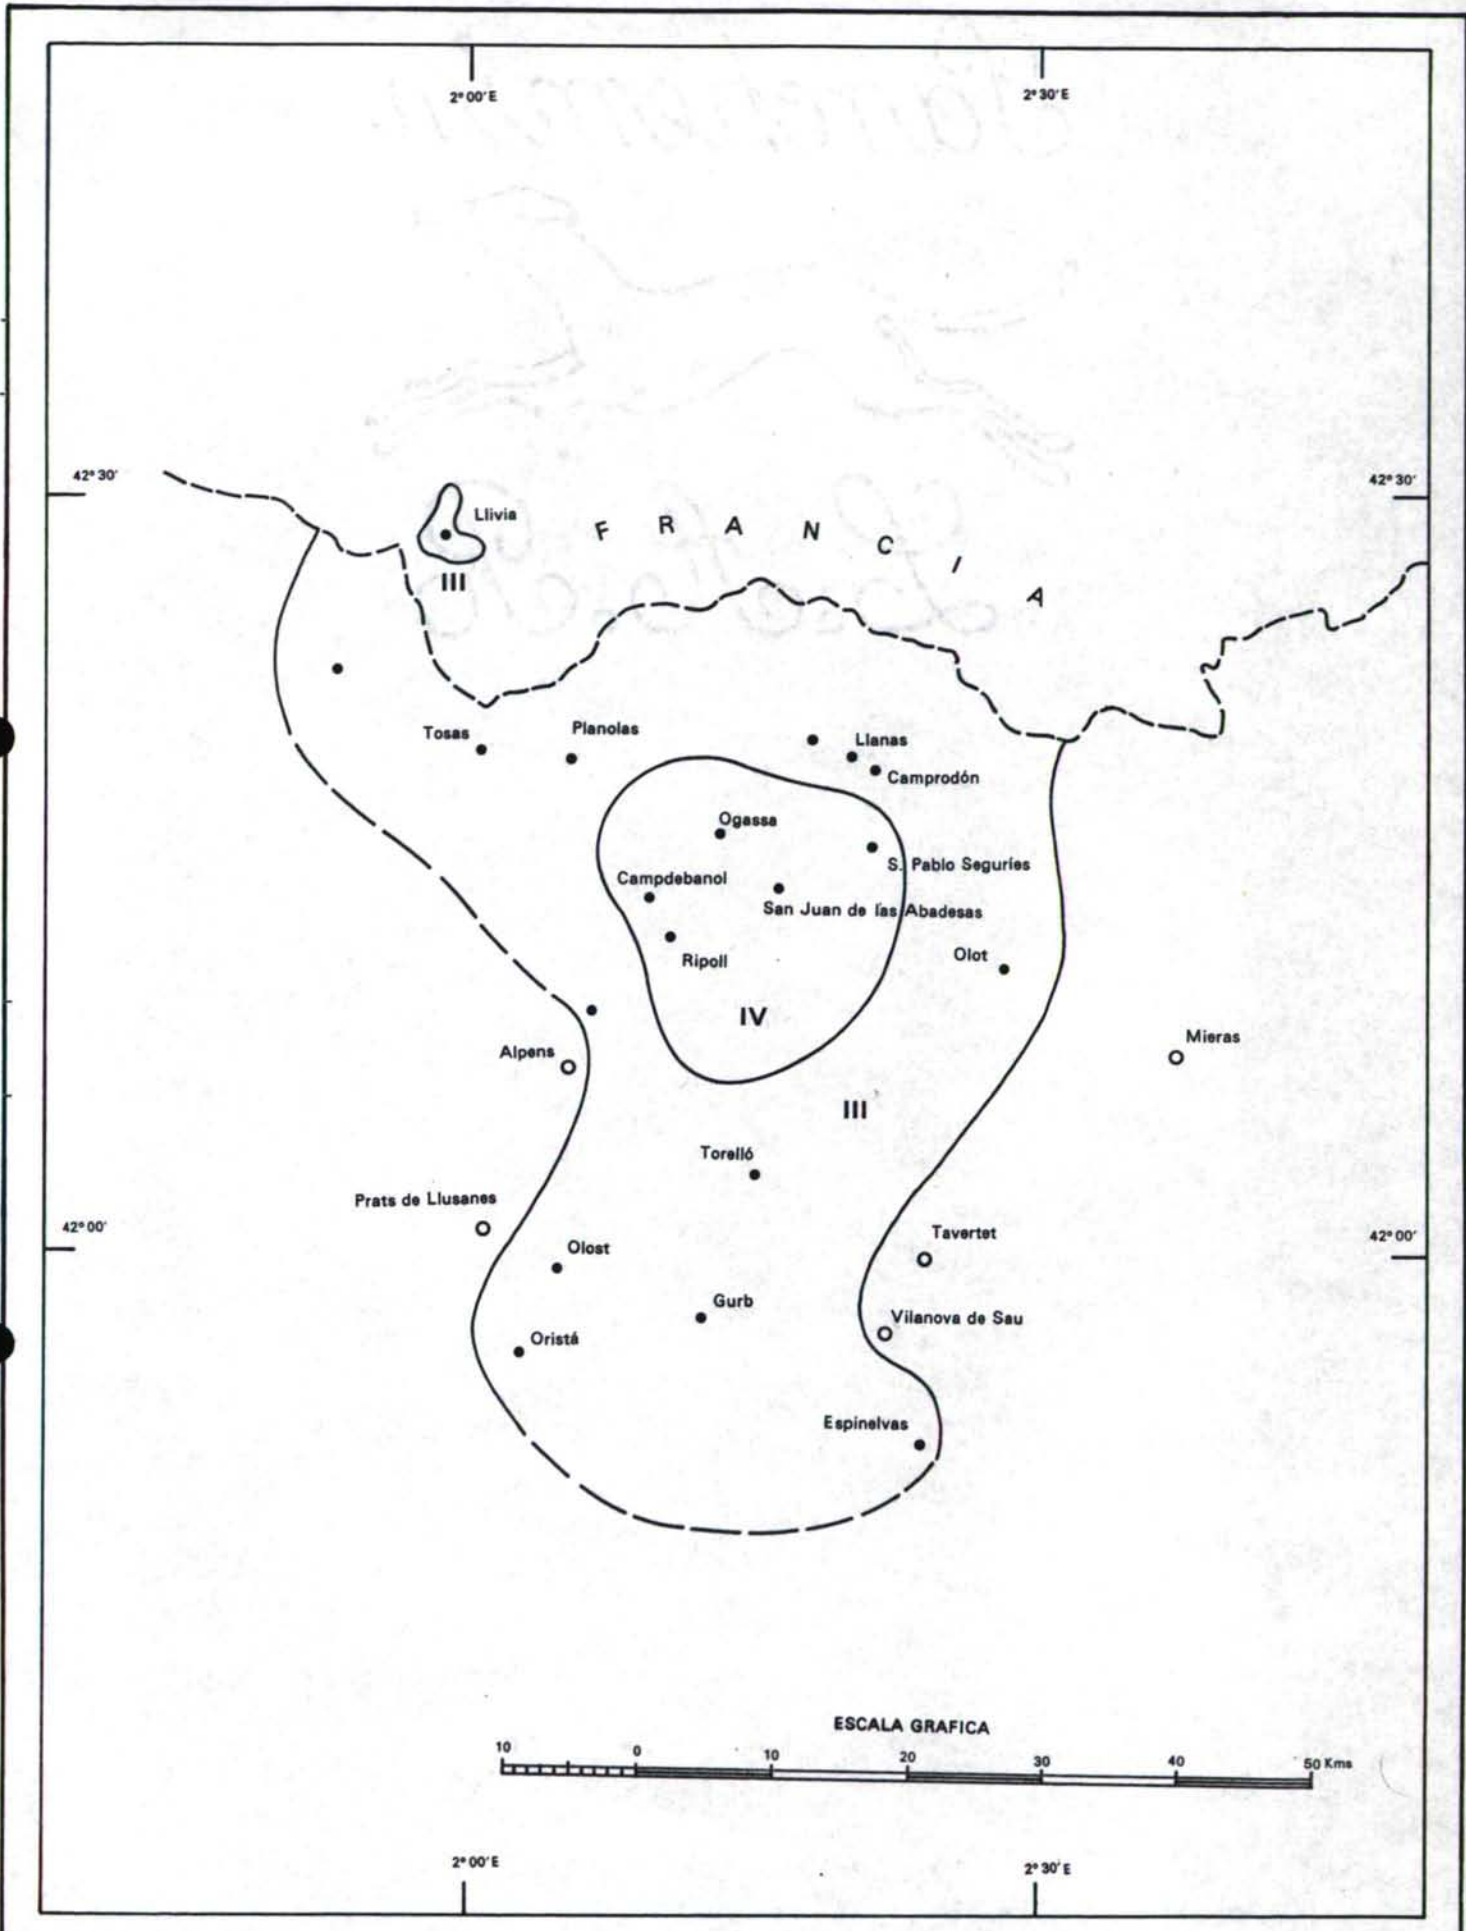 2° 00' E
2° 30' E
42° 30'
42° 30'
Llivia
F R A N C I A
III
Tosas
Planolas
Llanas
Camprodón
Ogassa
S. Pablo Seguríes
Campdebanol
San Juan de las Abadesas
Ripoll
Olot
IV
Mieras
Alpens
III
Torelló
Prats de Llusanes
42° 00'
Tavertet
42° 00'
Olost
Gurb
Vilanova de Sau
Oristá
Espinelvas
ESCALA GRAFICA
10 0 10 20 30 40 50 Kms
2° 00' E
2° 30' E